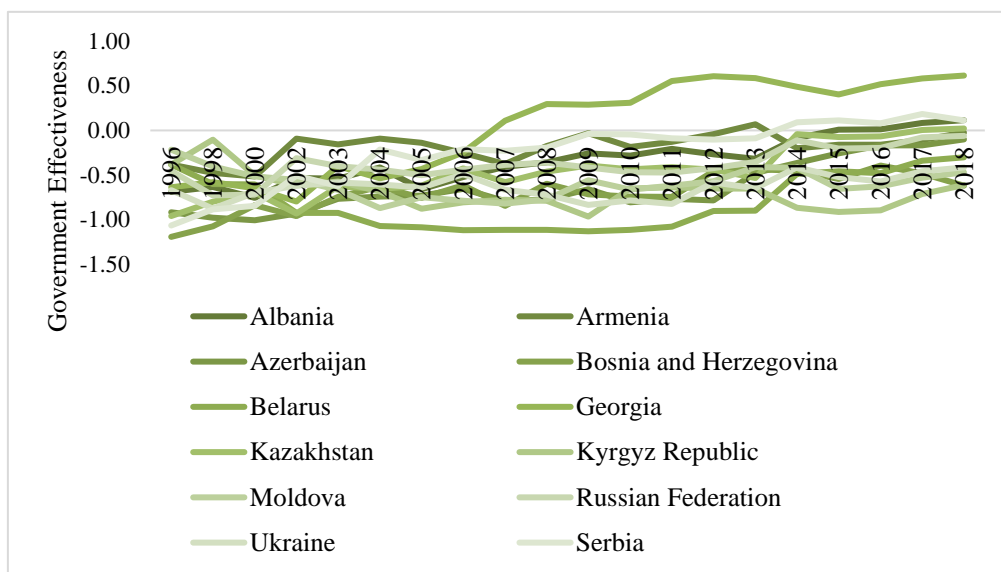 Government Effectiveness
1.00
0.50
0.00
-0.50
-1.00
-1.50
1996 1998 2000 2002 2003 2004 2005 2006 2007 2008 2009 2010 2011 2012 2013 2014 2015 2016 2017 2018
Albania Armenia
Azerbaijan Bosnia and Herzegovina
Belarus Georgia
Kazakhstan Kyrgyz Republic
Moldova Russian Federation
Ukraine Serbia